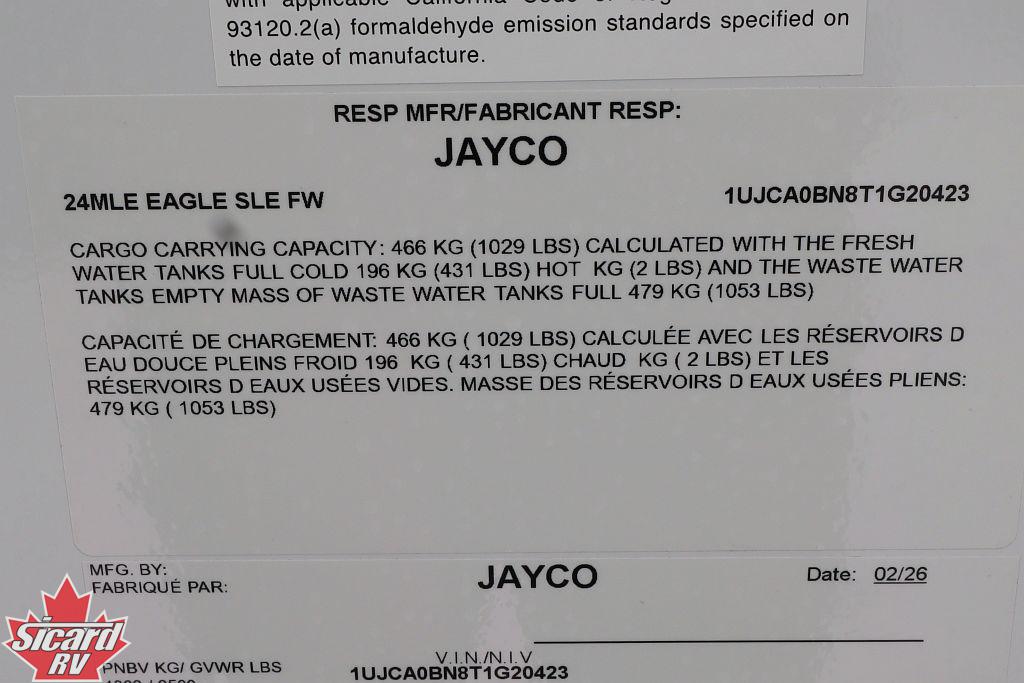 with applicable California Code of
93120.2(a) formaldehyde emission standards specified on
the date of manufacture.
RESP MFR/FABRICANT RESP:
JAYCO
24MLE EAGLE SLE FW 1UJCA0BN8T1G20423
CARGO CARRYING CAPACITY: 466 KG (1029 LBS) CALCULATED WITH THE FRESH
WATER TANKS FULL COLD 196 KG (431 LBS) HOT KG (2 LBS) AND THE WASTE WATER
TANKS EMPTY MASS OF WASTE WATER TANKS FULL 479 KG (1053 LBS)
CAPACITÉ DE CHARGEMENT: 466 KG ( 1029 LBS) CALCULÉE AVEC LES RÉSERVOIRS D
EAU DOUCE PLEINS FROID 196 KG ( 431 LBS) CHAUD KG ( 2 LBS) ET LES
RÉSERVOIRS D EAUX USÉES VIDES. MASSE DES RÉSERVOIRS D EAUX USÉES PLIENS:
479 KG ( 1053 LBS)
MFG. BY:
FABRIQUÉ PAR:
JAYCO
Date: 02/26
V.I.N./N.I.V
1UJCA0BN8T1G20423
PNBV KG/ GVWR LBS
Sicard
RV